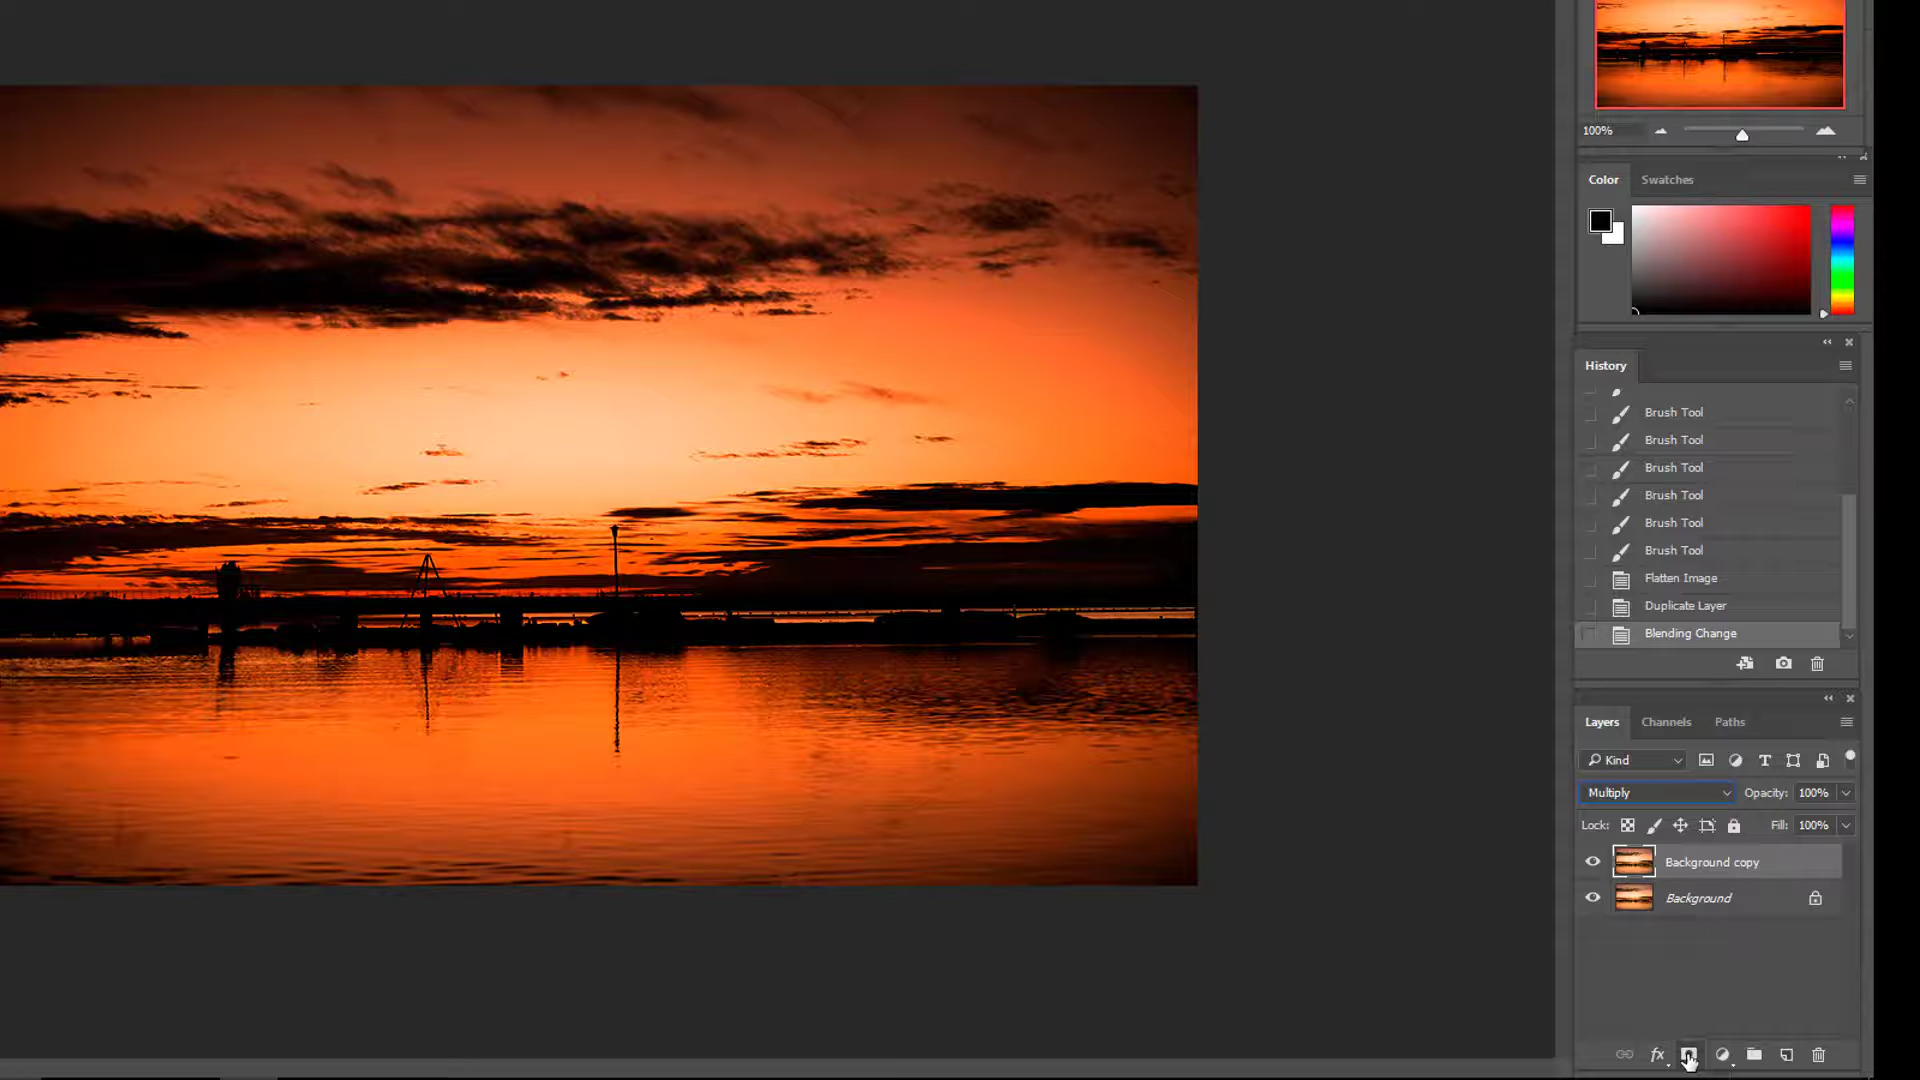 100%
Color Swatches
History
Brush Tool
Brush Tool
Brush Tool
Brush Tool
Brush Tool
Brush Tool
Flatten Image
Duplicate Layer
Blending Change
Layers Channels Paths
Kind
Multiply Opacity: 100%
Lock: Fill: 100%
Background copy
Background
fx